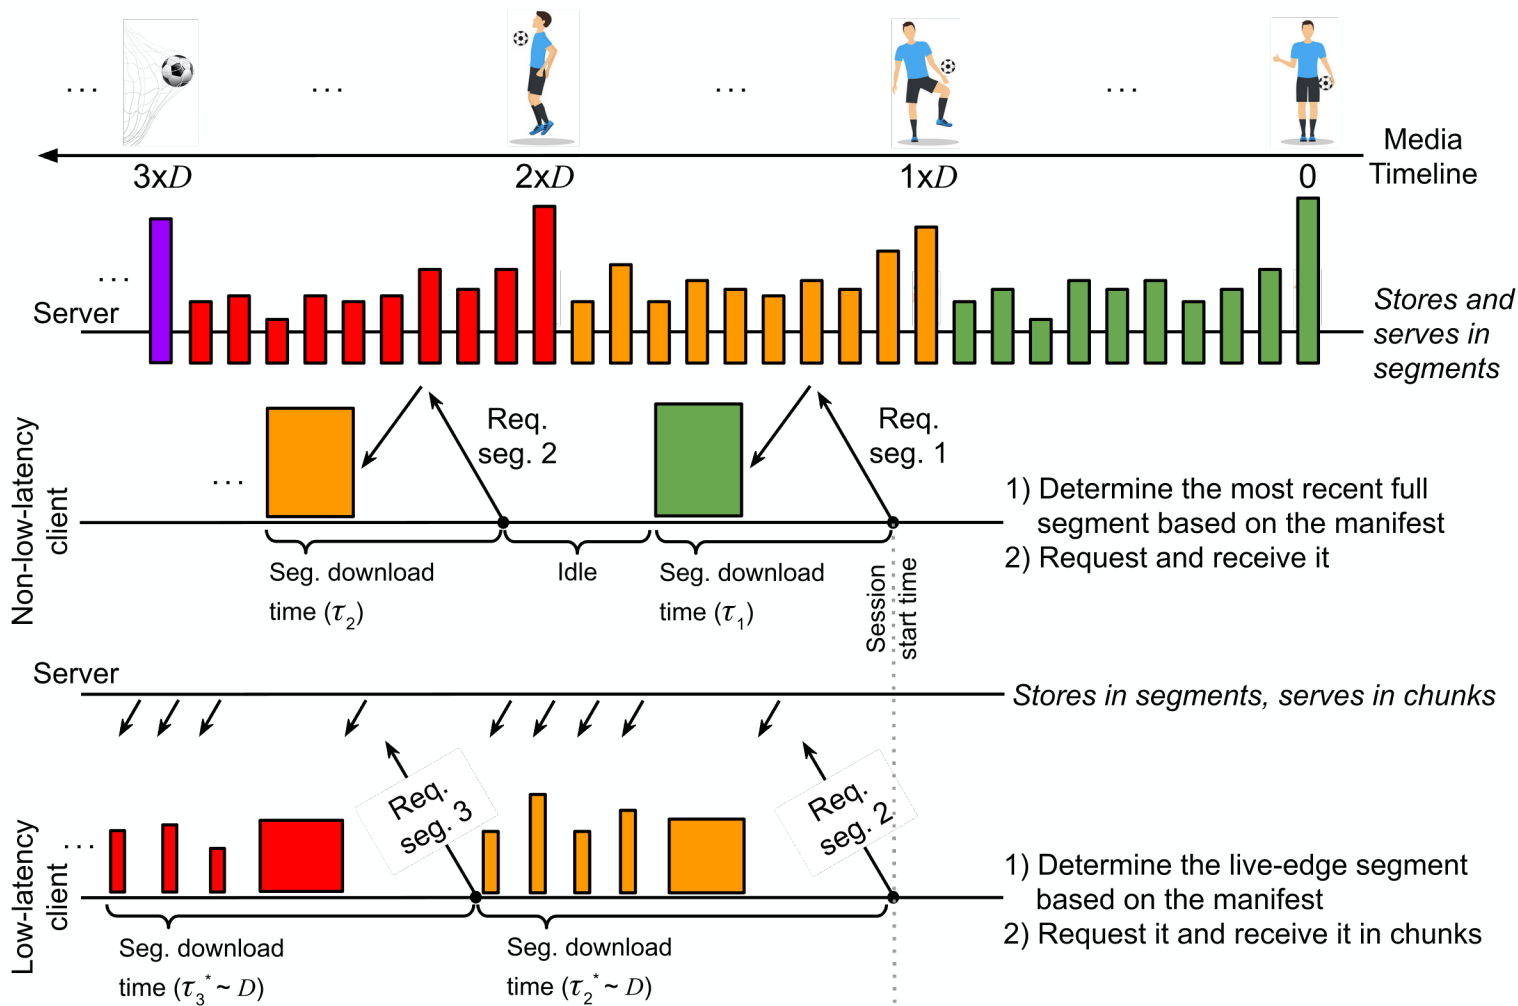 ... ... ... ...
Media
Timeline
3xD 2xD 1xD 0
...
Server
Stores and
serves in
segments
Non-low-latency
client
...
Req.
seg. 2
Req.
seg. 1
1) Determine the most recent full
segment based on the manifest
2) Request and receive it
Seg. download
time (τ2)
Idle
Seg. download
time (τ1)
Session
start time
Server
Stores in segments, serves in chunks
Low-latency
client
...
Req.
seg. 3
Req.
seg. 2
1) Determine the live-edge segment
based on the manifest
2) Request it and receive it in chunks
Seg. download
time (τ3* ~ D)
Seg. download
time (τ2* ~ D)